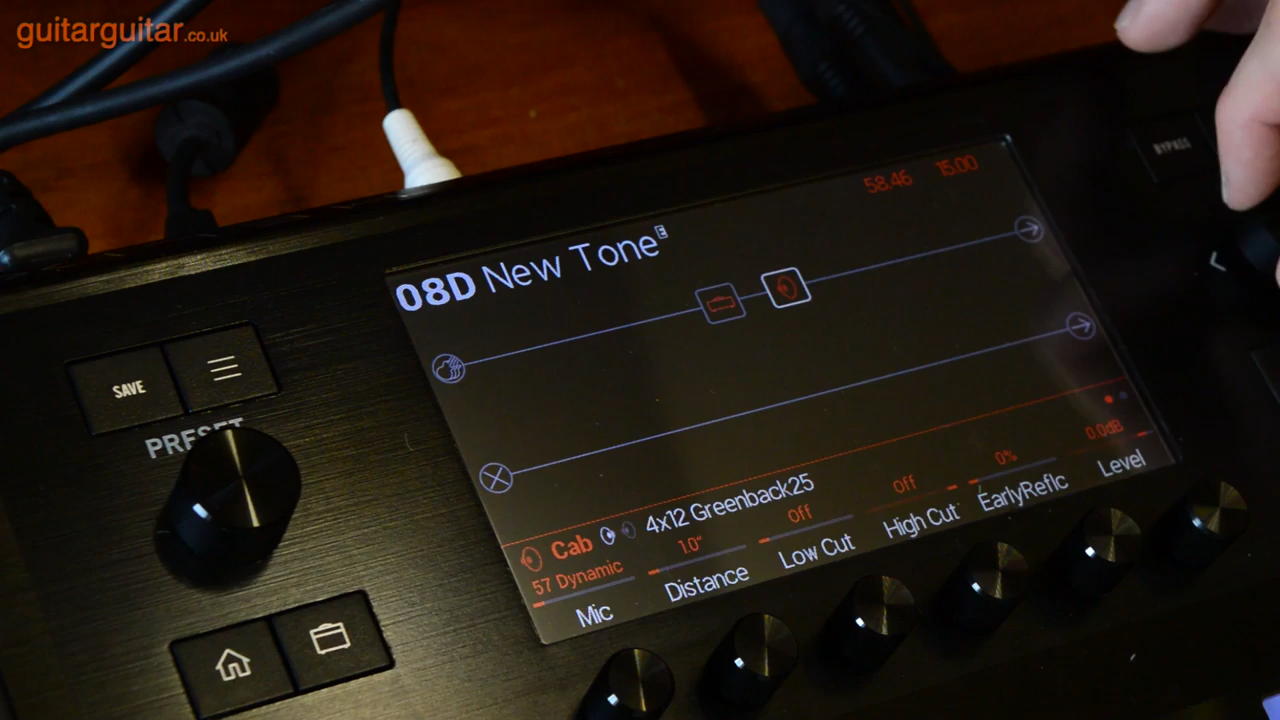 guitarguitar.co.uk
BYPASS
58.46 15.00
08D New Tone E
SAVE
PRESET
Cab 4x12 Greenback25
57 Dynamic 1.0" Off Off 0% 0.0dB
Mic Distance Low Cut High Cut EarlyReflc Level